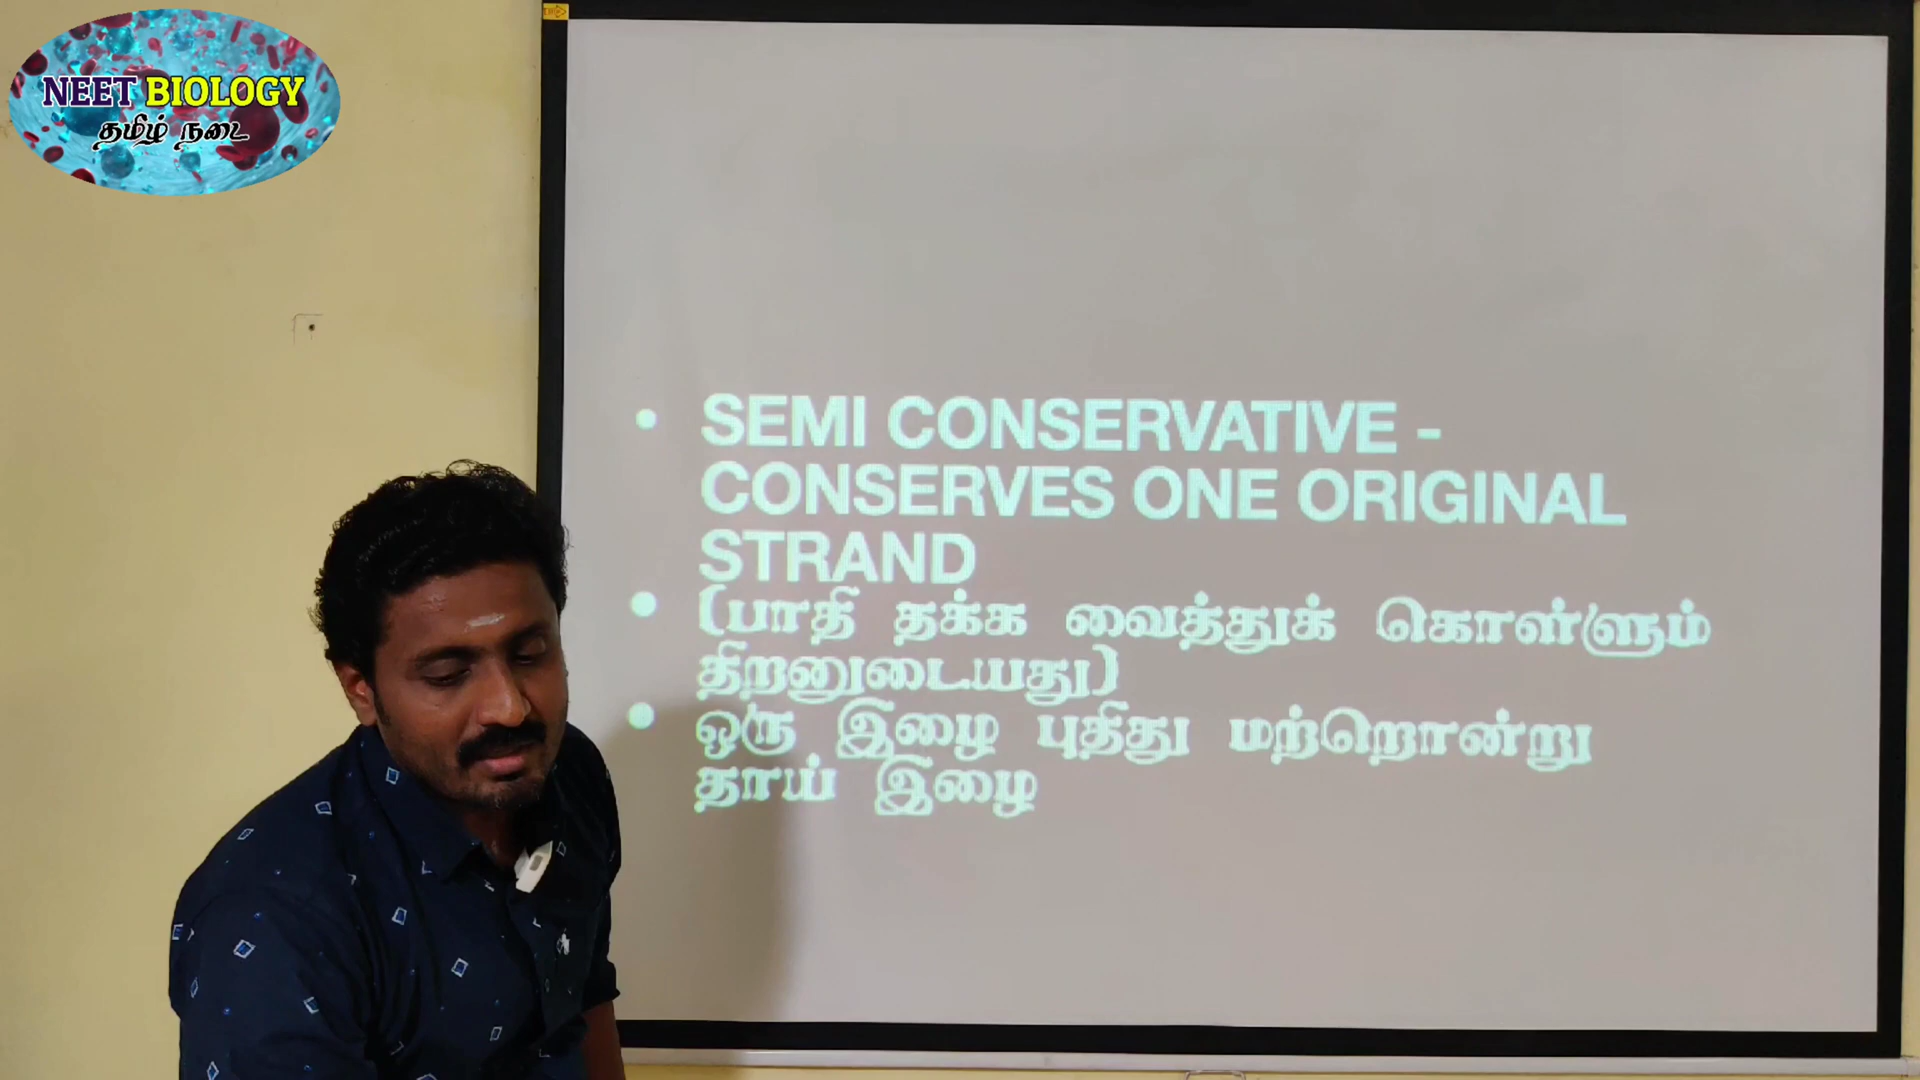 NEET BIOLOGY
தமிழ் நடை
SEMI CONSERVATIVE -
CONSERVES ONE ORIGINAL
STRAND
(பாதி தக்க வைத்துக் கொள்ளும்
திறனுடையது)
ஒரு இழை புதிது மற்றொன்று
தாய் இழை